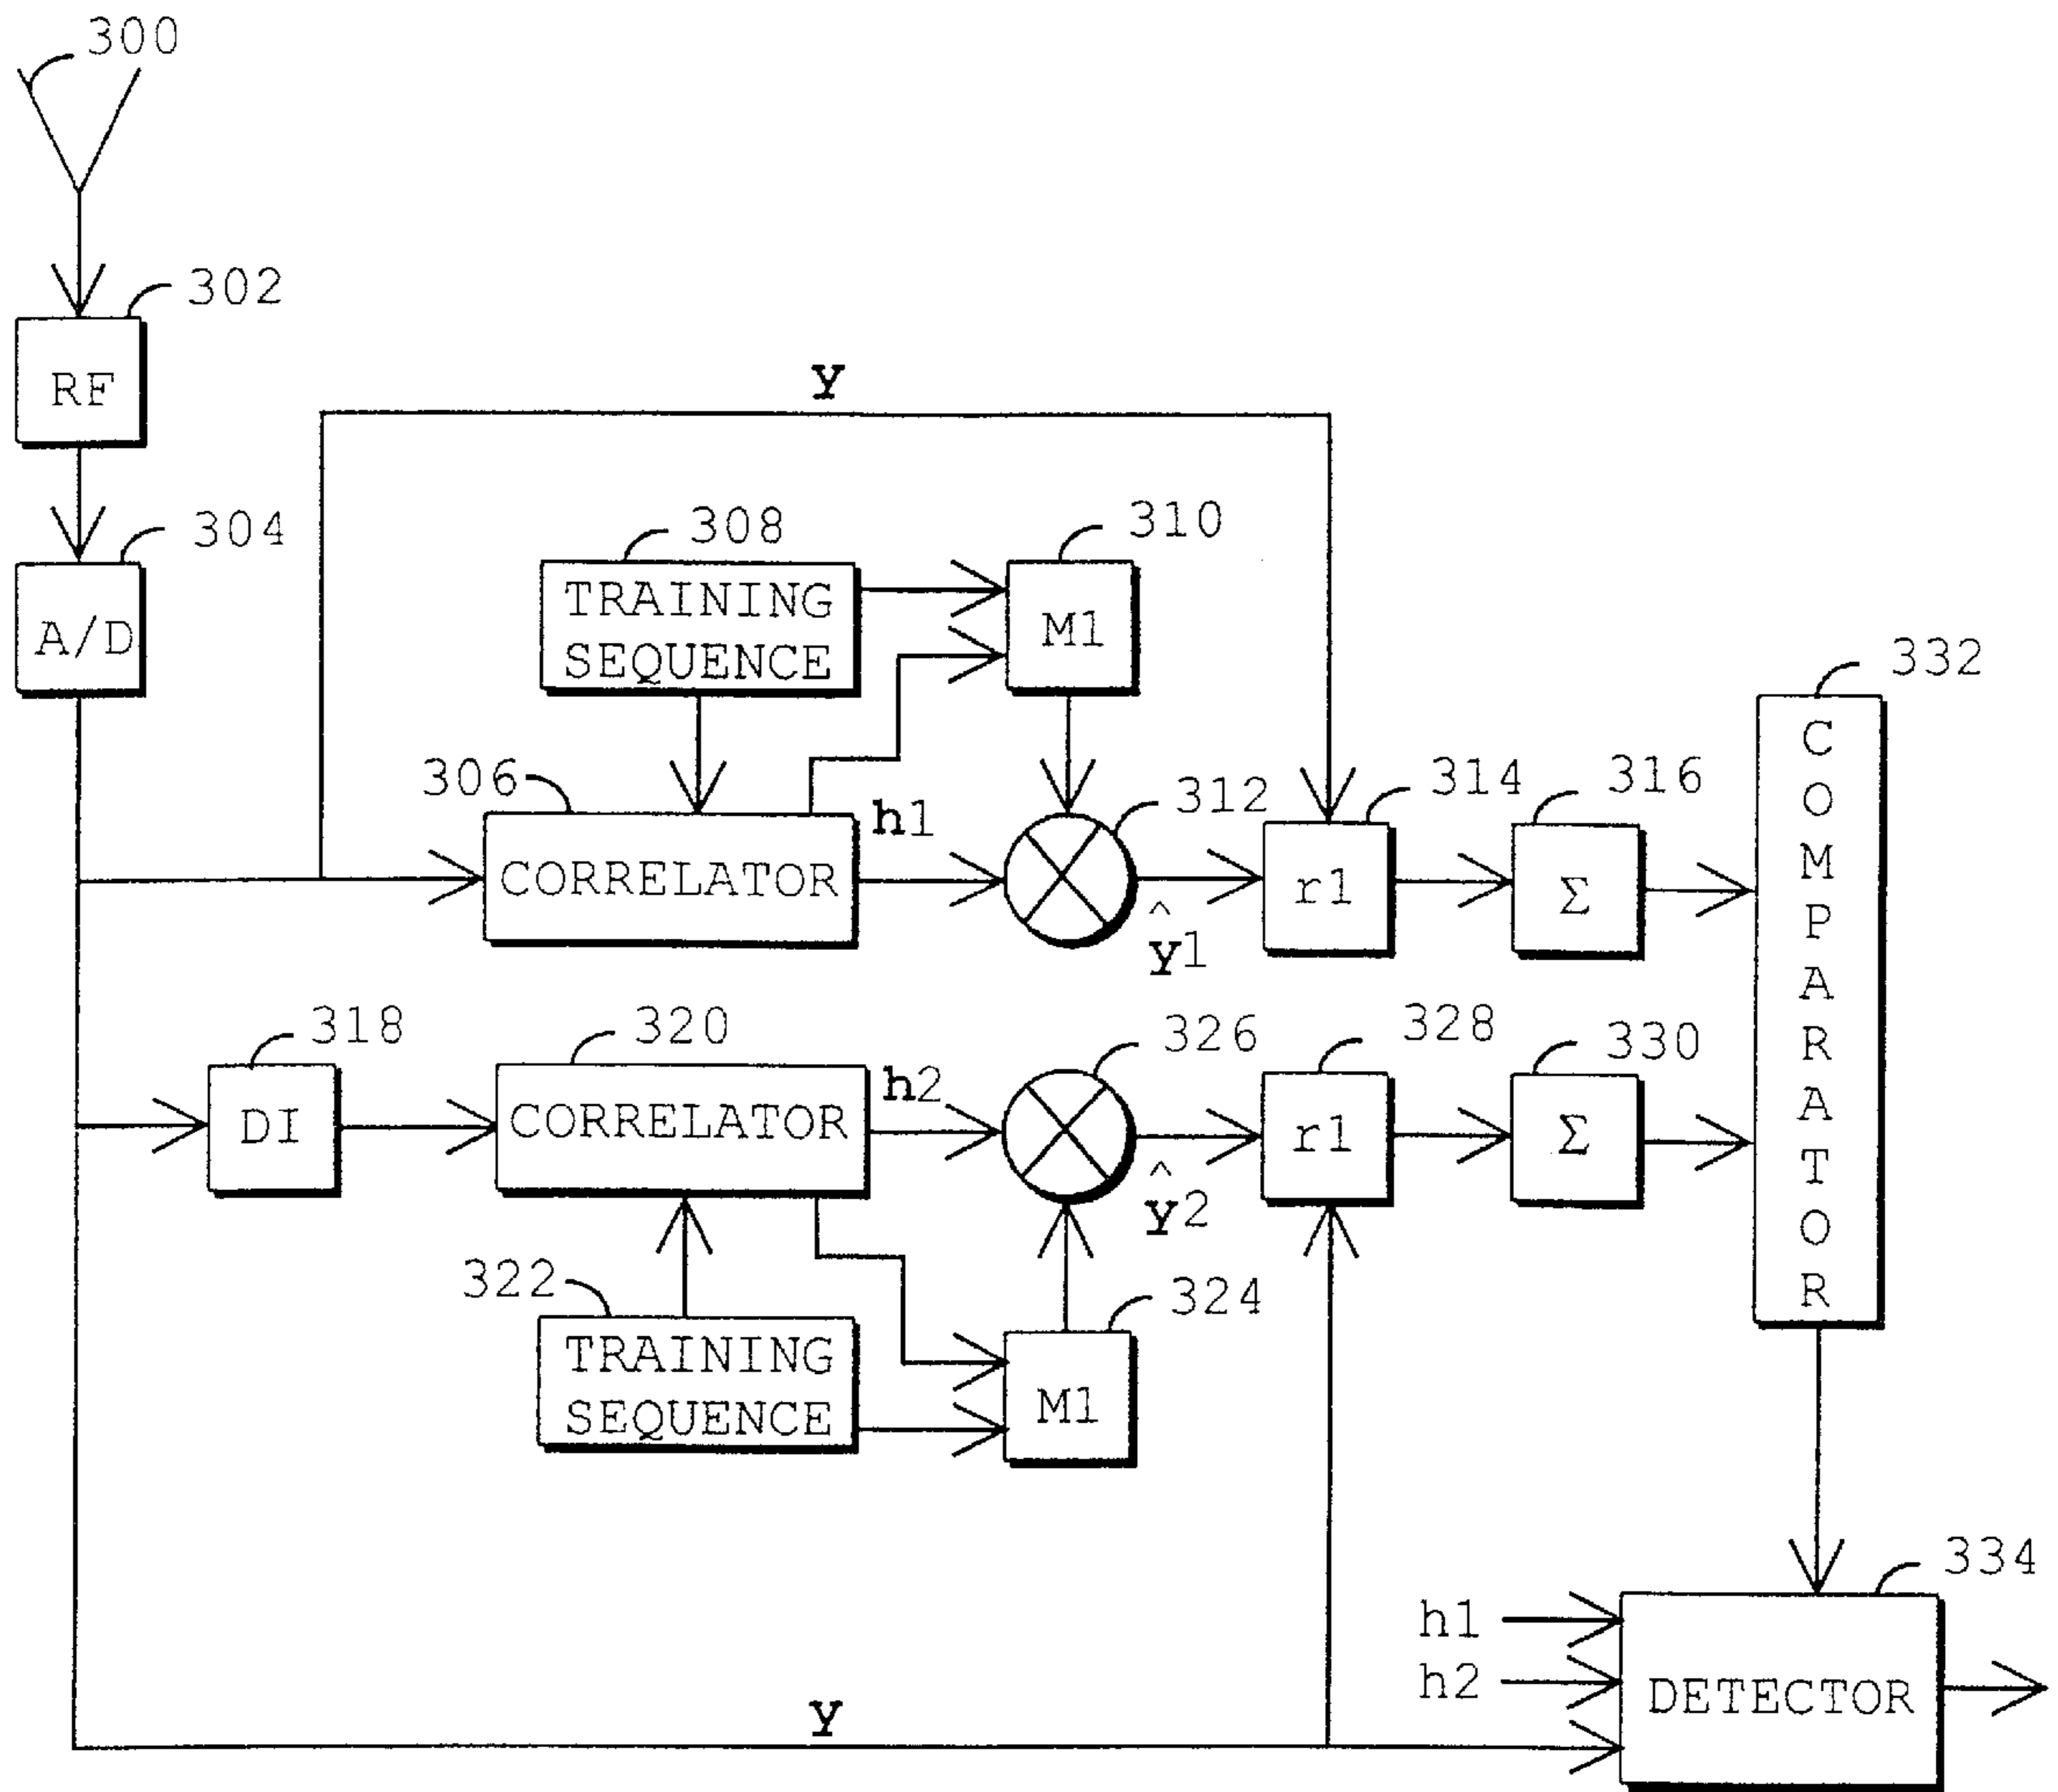 300
302
RF
y
304
A/D
308
TRAINING
SEQUENCE
310
M1
332
COMPARATOR
306
CORRELATOR
h1
312
ŷ1
314
r1
316
Σ
318
DI
320
CORRELATOR
h2
326
ŷ2
328
r1
330
Σ
322
TRAINING
SEQUENCE
324
M1
334
h1
h2
DETECTOR
y